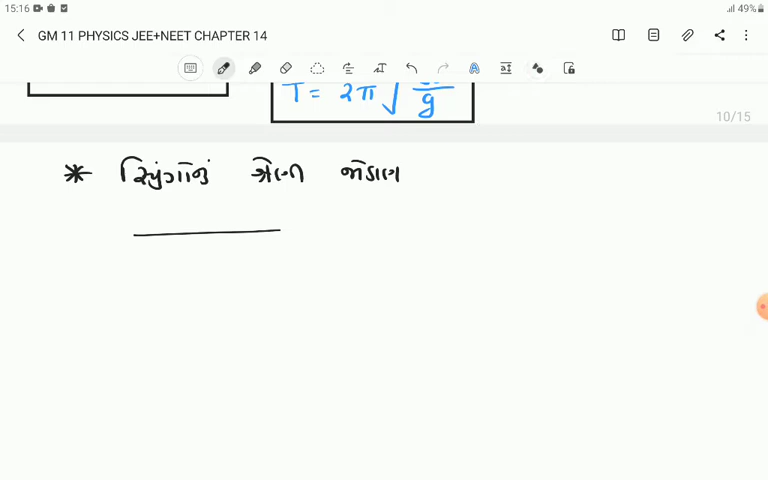 15:16
49%
GM 11 PHYSICS JEE+NEET CHAPTER 14
T = 2π√ g
10/15
* સ્પ્રિંગોનું શ્રેણી જોડાણ